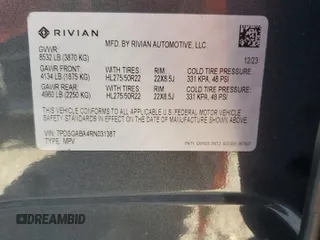 RIVIAN
MFD. BY RIVIAN AUTOMOTIVE, LLC.
GVWR:
8532 LB (3870 KG)
12/23
GAWR FRONT: WITH TIRES RIM COLD TIRE PRESSURE:
4134 LB (1875 KG) HL275/50R22 22X8.5J 331 KPA, 48 PSI
GAWR REAR: WITH TIRES RIM COLD TIRE PRESSURE:
4960 LB (2250 KG) HL275/50R22 22X8.5J 331 KPA, 48 PSI
THIS VEHICLE CONFORMS TO ALL APPLICABLE U.S. FEDERAL MOTOR VEHICLE
SAFETY STANDARDS IN EFFECT ON THE DATE OF MANUFACTURE SHOWN ABOVE.
VIN: 7PDSGABA4RN031387
TYPE: MPV
DREAMBID